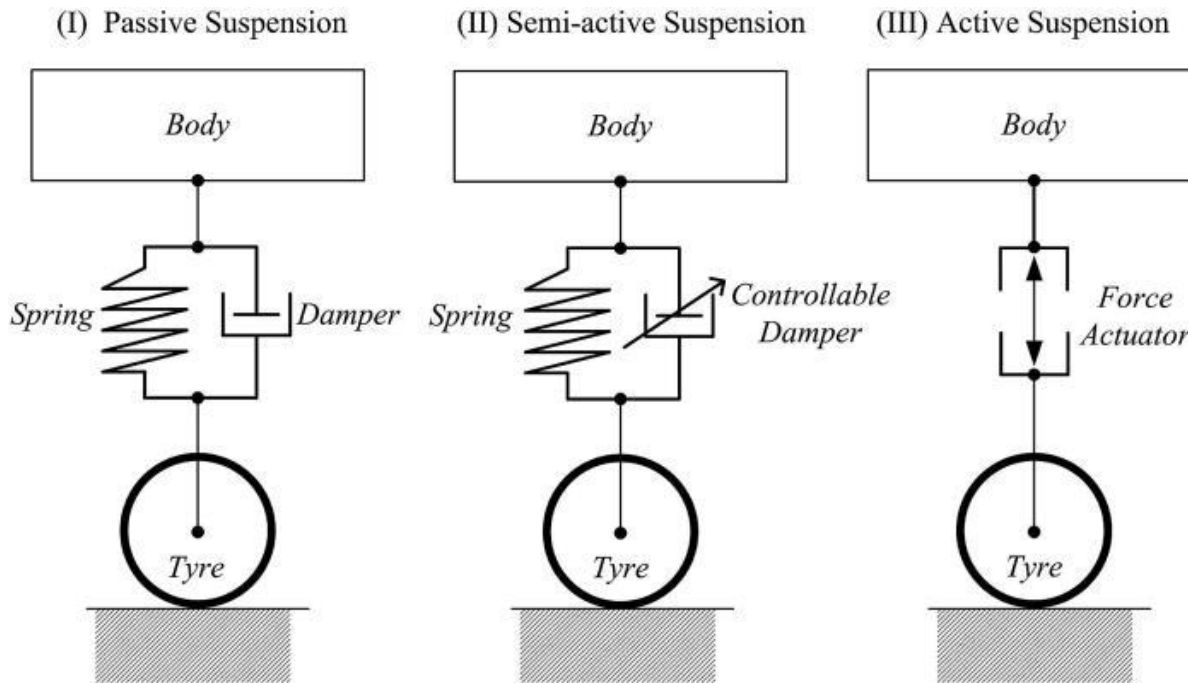 (I) Passive Suspension
(II) Semi-active Suspension
(III) Active Suspension
Body
Body
Body
Spring
Damper
Spring
Controllable
Damper
Force
Actuator
Tyre
Tyre
Tyre